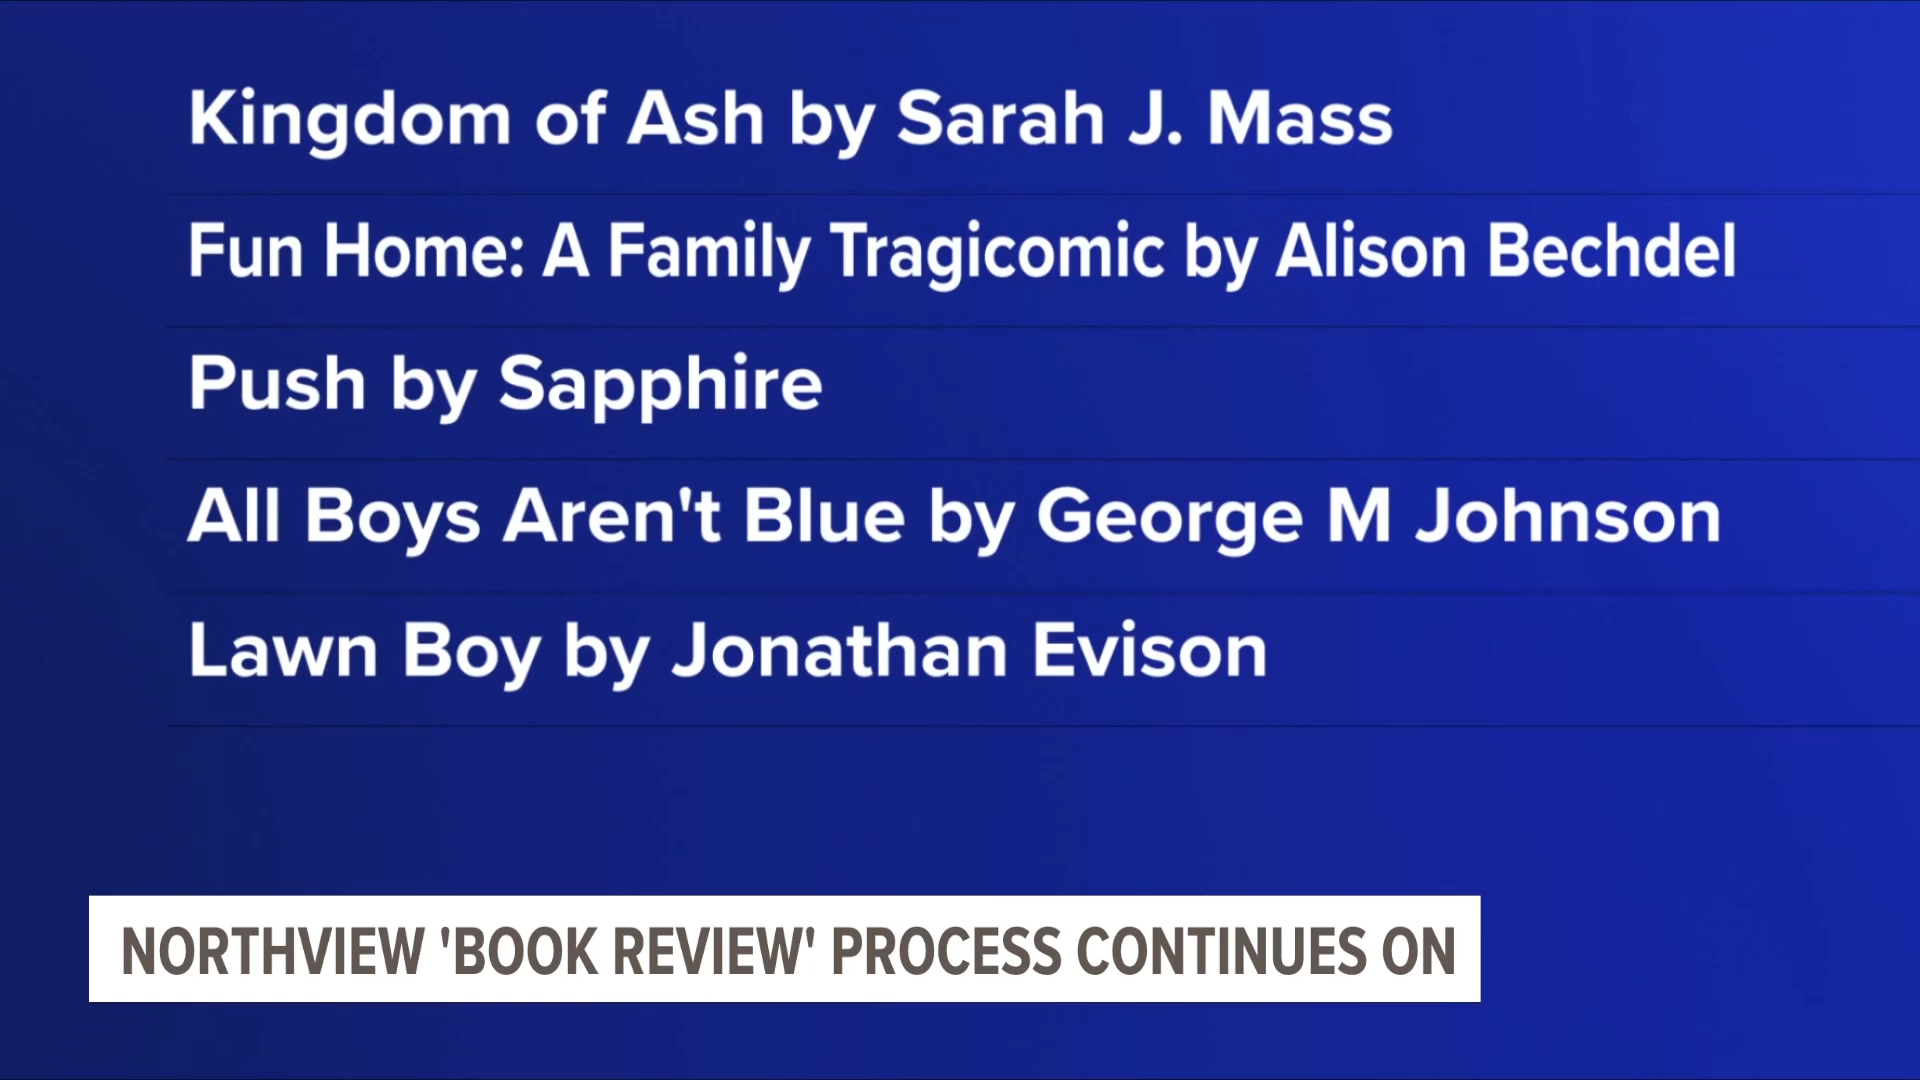 Kingdom of Ash by Sarah J. Mass
Fun Home: A Family Tragicomic by Alison Bechdel
Push by Sapphire
All Boys Aren't Blue by George M Johnson
Lawn Boy by Jonathan Evison
NORTHVIEW 'BOOK REVIEW' PROCESS CONTINUES ON